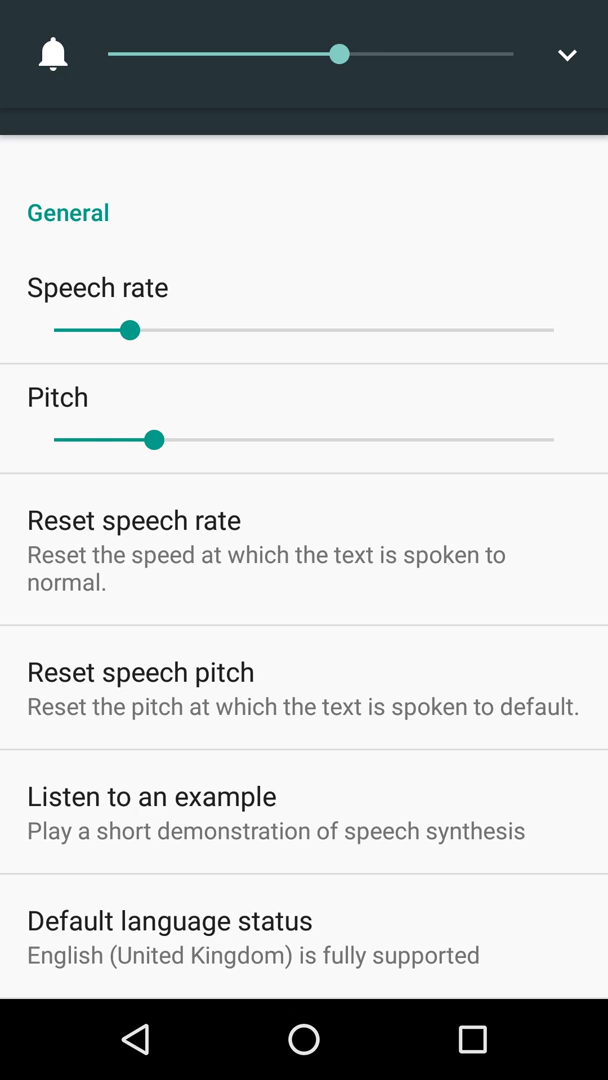 General
Speech rate
Pitch
Reset speech rate
Reset the speed at which the text is spoken to
normal.
Reset speech pitch
Reset the pitch at which the text is spoken to default.
Listen to an example
Play a short demonstration of speech synthesis
Default language status
English (United Kingdom) is fully supported